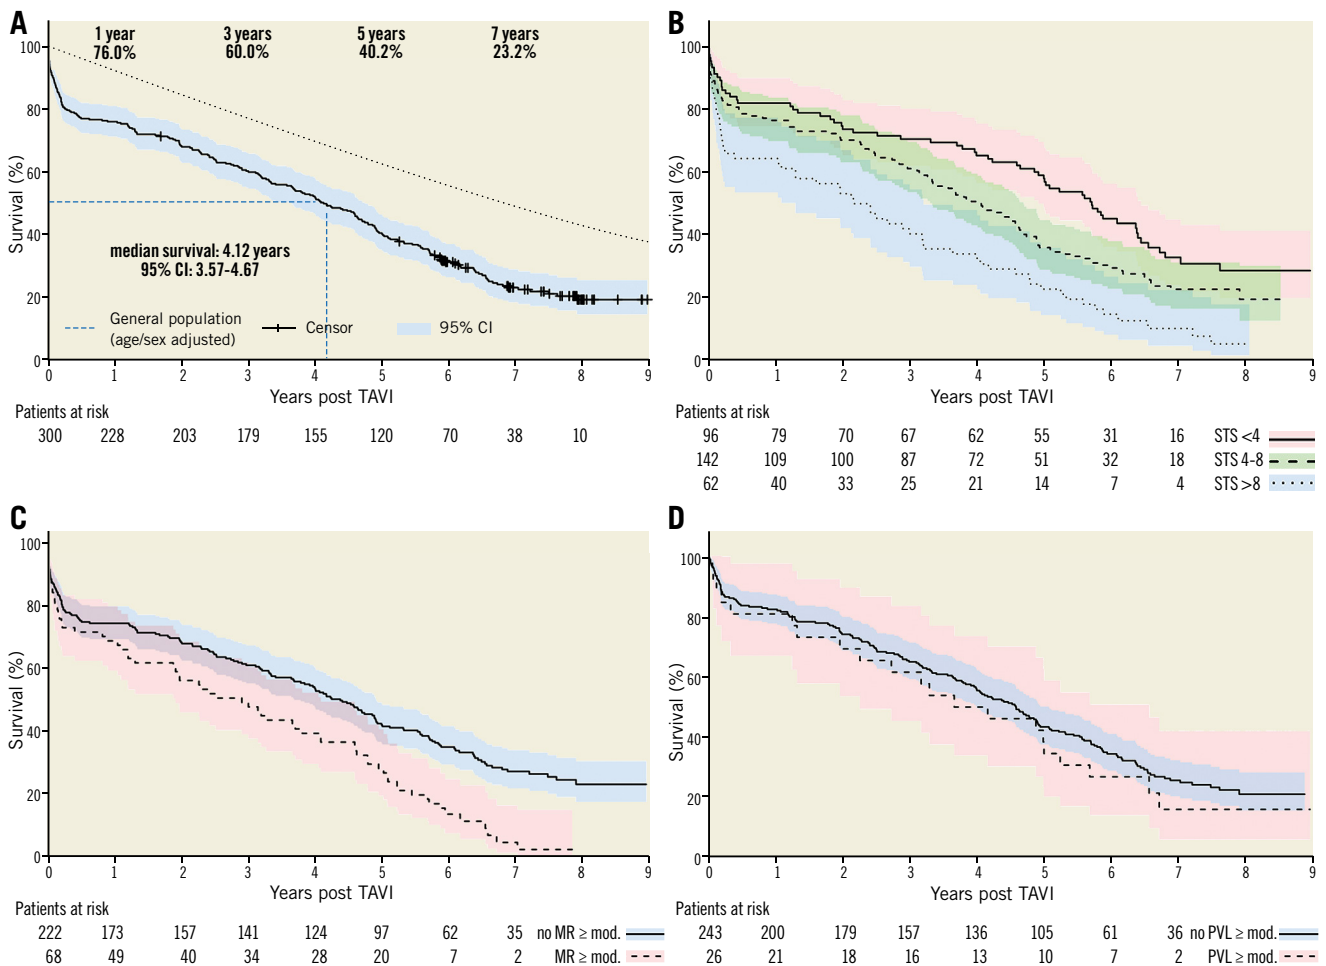 A
1 year 3 years 5 years 7 years
76.0% 60.0% 40.2% 23.2%
100
80
60
40
20
0
Survival (%)
median survival: 4.12 years
95% CI: 3.57-4.67
General population
(age/sex adjusted)
Censor
95% CI
0 1 2 3 4 5 6 7 8 9
Years post TAVI
Patients at risk
300 228 203 179 155 120 70 38 10
B
100
80
60
40
20
0
Survival (%)
0 1 2 3 4 5 6 7 8 9
Years post TAVI
Patients at risk
96 79 70 67 62 55 31 16 STS <4
142 109 100 87 72 51 32 18 STS 4-8
62 40 33 25 21 14 7 4 STS >8
C
100
80
60
40
20
0
Survival (%)
0 1 2 3 4 5 6 7 8 9
Years post TAVI
Patients at risk
222 173 157 141 124 97 62 35 no MR ≥ mod.
68 49 40 34 28 20 7 2 MR ≥ mod.
D
100
80
60
40
20
0
Survival (%)
0 1 2 3 4 5 6 7 8 9
Years post TAVI
Patients at risk
243 200 179 157 136 105 61 36 no PVL ≥ mod.
26 21 18 16 13 10 7 2 PVL ≥ mod.